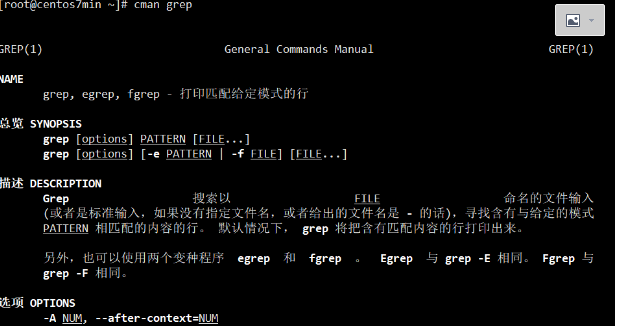 [root@centos7min ~]# cman grep
GREP(1) General Commands Manual GREP(1)
NAME
grep, egrep, fgrep - 打印匹配给定模式的行
总览 SYNOPSIS
grep [options] PATTERN [FILE...]
grep [options] [-e PATTERN | -f FILE] [FILE...]
描述 DESCRIPTION
Grep 搜索以 FILE 命名的文件输入
(或者是标准输入，如果没有指定文件名，或者给出的文件名是 - 的话)，寻找含有与给定的模式
PATTERN 相匹配的内容的行。 默认情况下， grep 将把含有匹配内容的行打印出来。
另外，也可以使用两个变种程序 egrep 和 fgrep 。 Egrep 与 grep -E 相同。 Fgrep 与
grep -F 相同。
选项 OPTIONS
-A NUM, --after-context=NUM